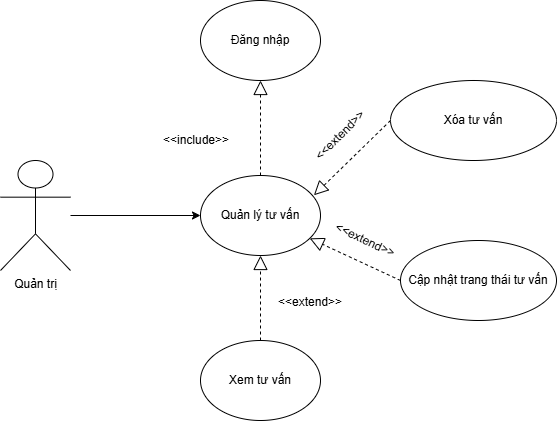 Đăng nhập
<<include>>
<<extend>>
Xóa tư vấn
Quản lý tư vấn
<<extend>>
Quản trị
Cập nhật trang thái tư vấn
<<extend>>
Xem tư vấn